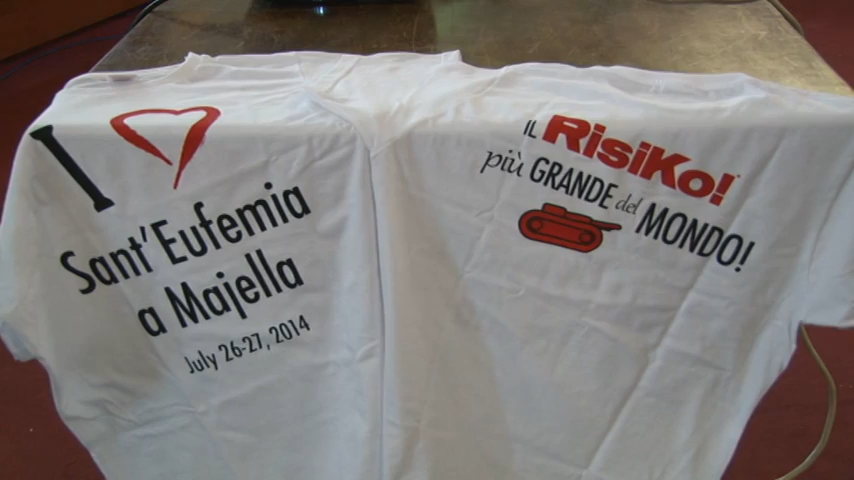 I
Sant'Eufemia
a Majella
July 26-27, 2014
IL RisiKo!
più GRANDE del MONDO!